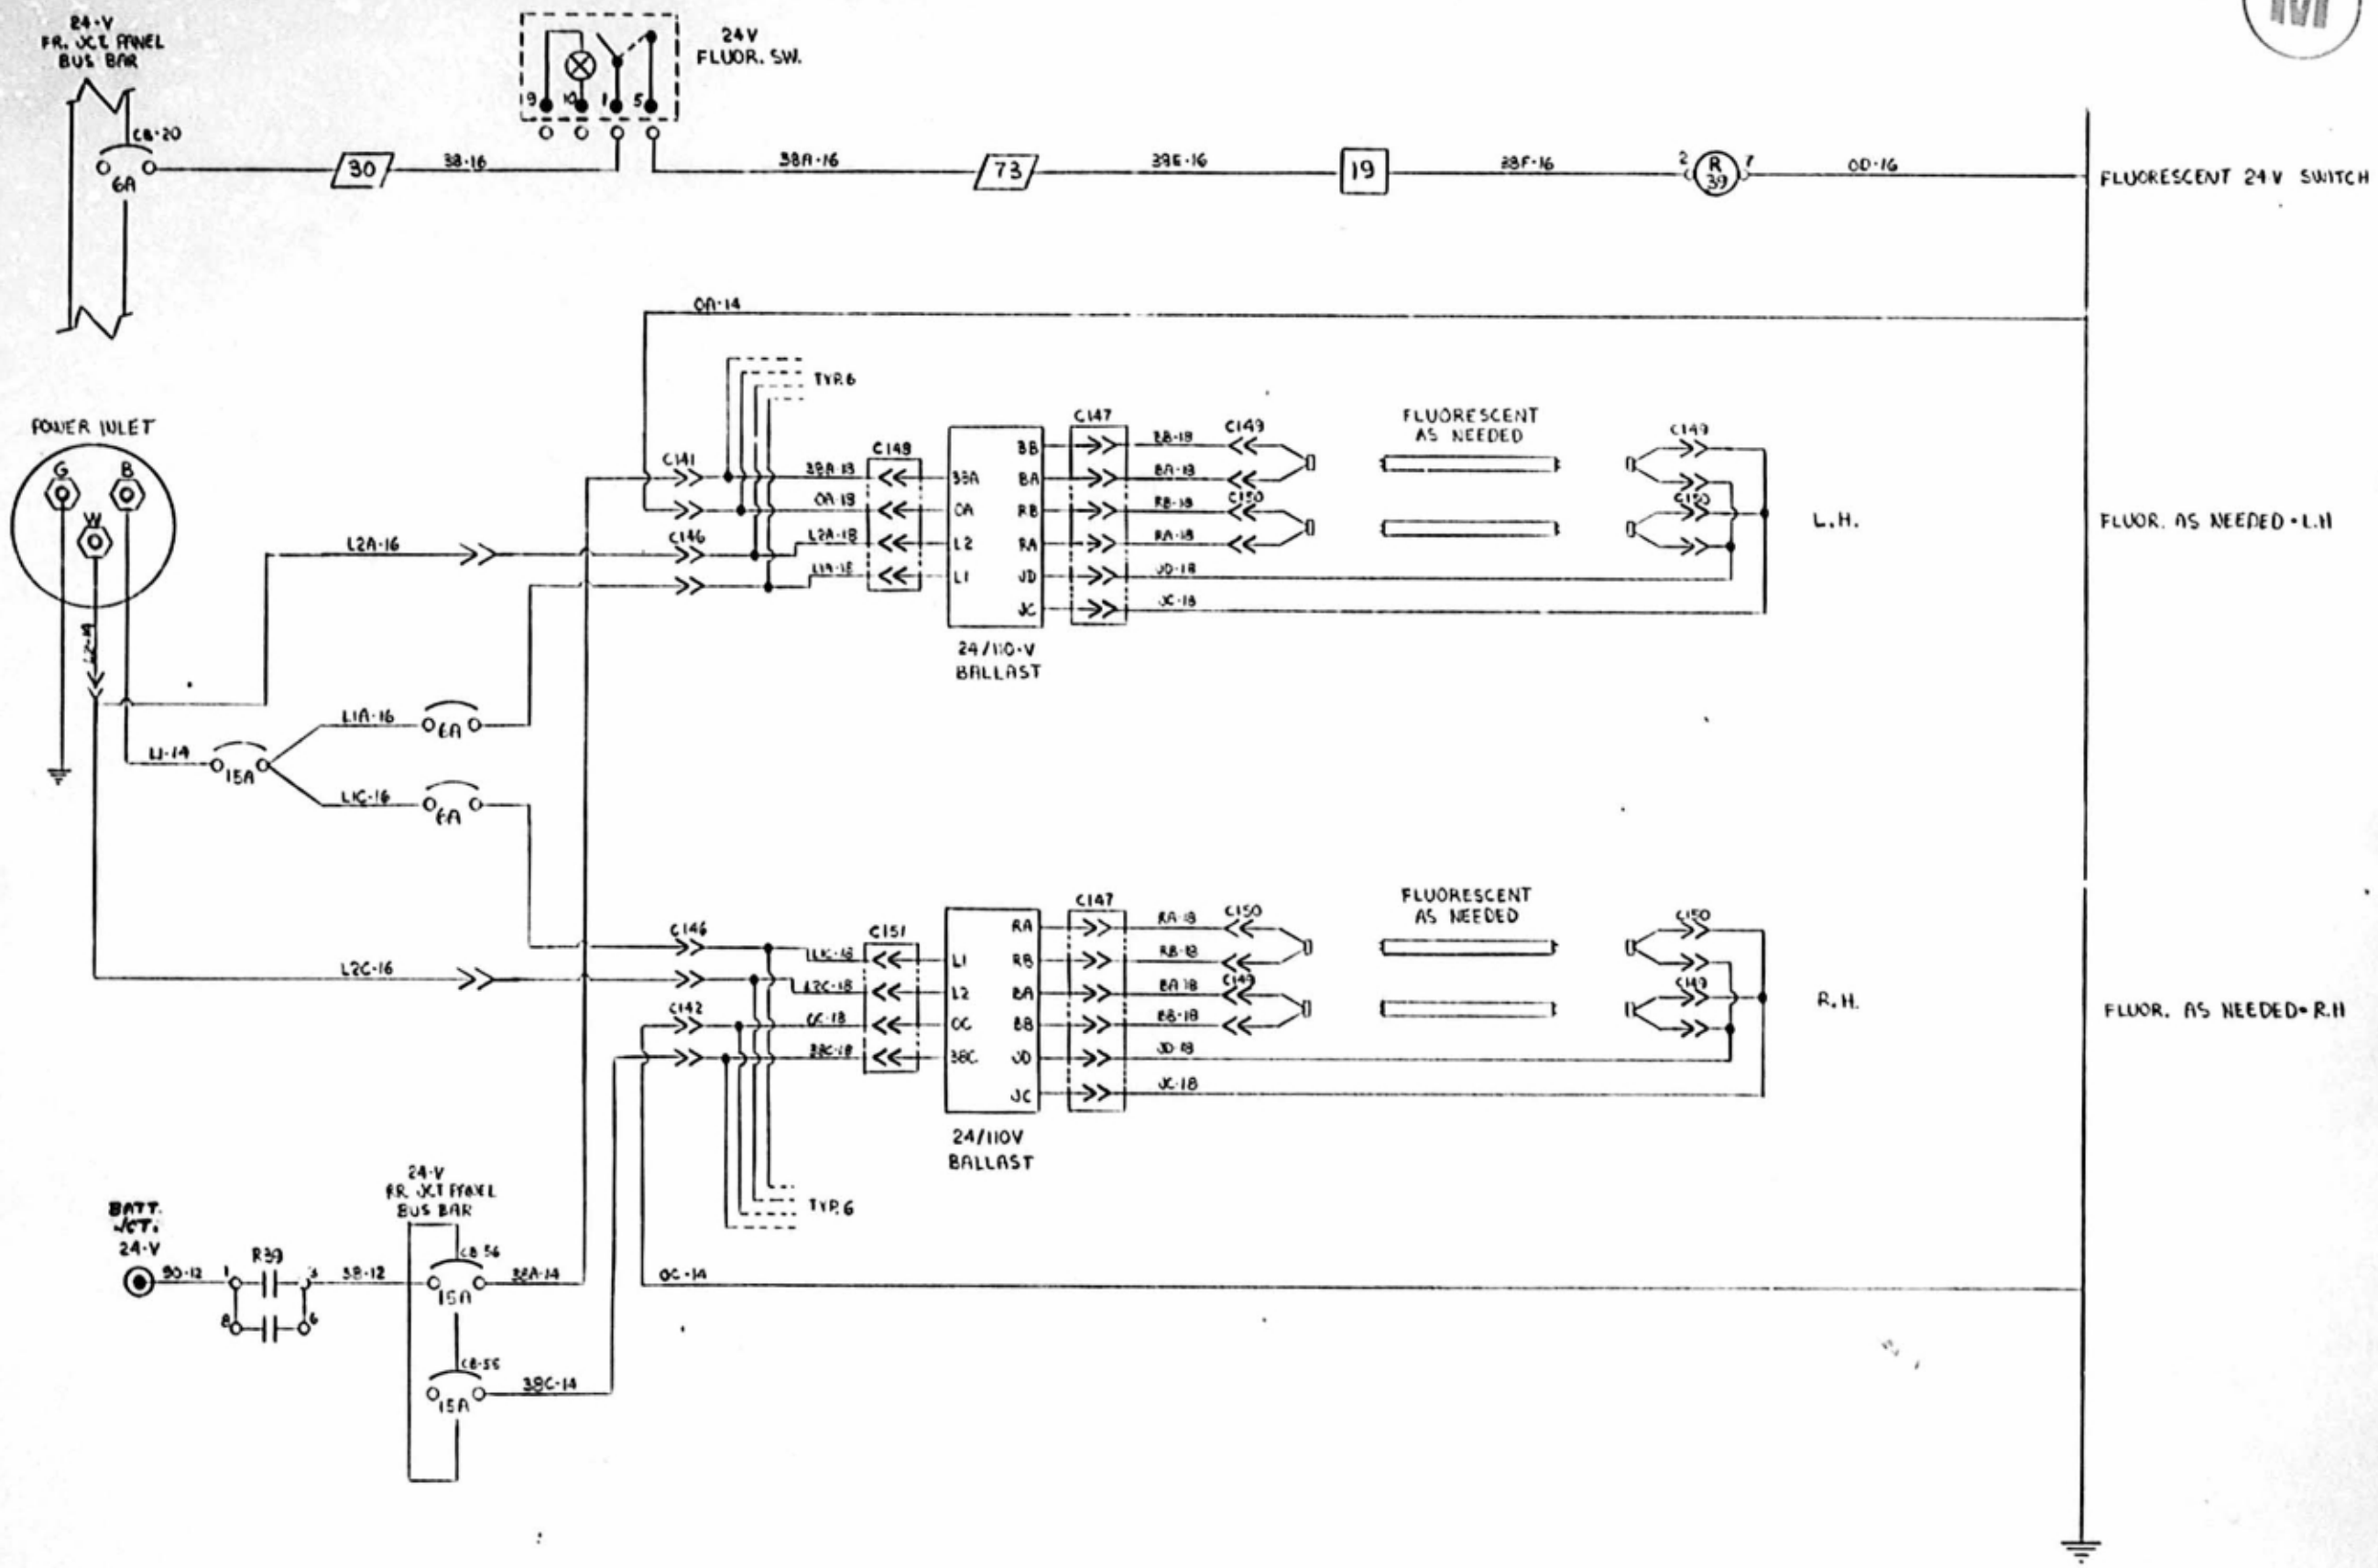 24-V
FR. JCT. PANEL
BUS BAR
CB-20
6A
30
38-16
9 10 1 5
24V
FLUOR. SW.
38A-16
73
38E-16
19
38F-16
2
R
39
7
OD-16
FLUORESCENT 24V SWITCH
OA-14
TYP. 6
POWER INLET
G
B
W
L2-14
L2A-16
L1A-16
6A
L1-14
15A
L1C-16
6A
C141
38A-18
OA-18
C146
L2A-18
L1A-18
C148
38A
OA
L2
L1
BB
BA
RB
RA
JD
JC
24/110-V
BALLAST
C147
BB-18
BA-18
RB-18
RA-18
JD-18
JC-18
C149
C150
FLUORESCENT
AS NEEDED
C149
C150
L.H.
FLUOR. AS NEEDED-L.H
C146
L1C-18
L2C-16
L2C-18
C142
OC-18
38C-18
C151
L1
L2
OC
38C
RA
RB
BA
BB
JD
JC
24/110V
BALLAST
C147
RA-18
RB-18
BA-18
BB-18
JD-18
JC-18
C150
C149
FLUORESCENT
AS NEEDED
C150
C149
R.H.
FLUOR. AS NEEDED-R.H
TYP. 6
24-V
RR. JCT PANEL
BUS BAR
BATT.
JCT.
24-V
90-12
1
R39
3
8
6
38-12
CB-56
15A
38A-14
OC-14
CB-55
15A
38C-14